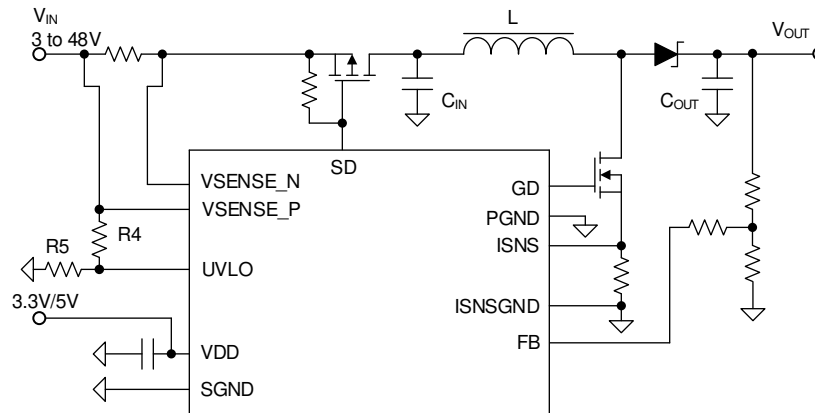 VIN
3 to 48V
L
VOUT
CIN
COUT
SD
VSENSE_N
VSENSE_P
GD
PGND
R4
ISNS
R5
UVLO
3.3V/5V
ISNSGND
VDD
FB
SGND